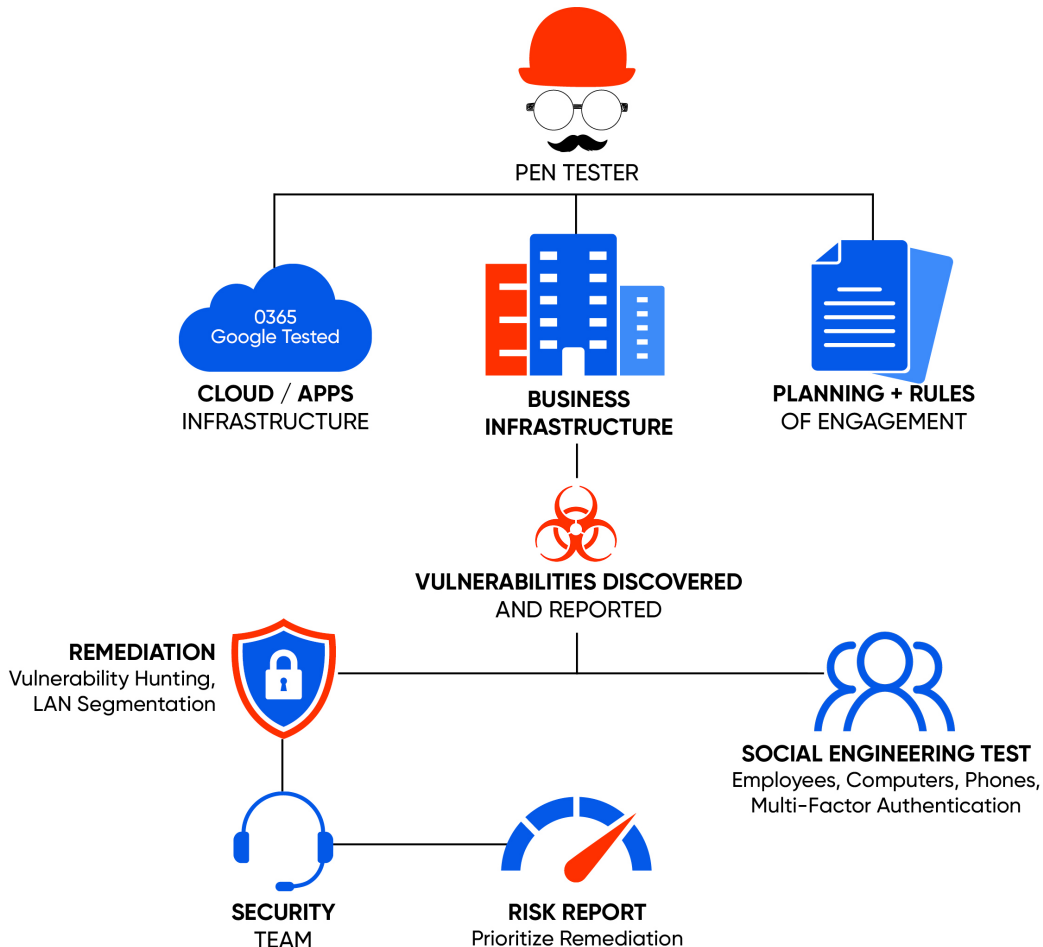 PEN TESTER
0365
Google Tested
CLOUD / APPS
INFRASTRUCTURE
BUSINESS
INFRASTRUCTURE
PLANNING + RULES
OF ENGAGEMENT
VULNERABILITIES DISCOVERED
AND REPORTED
REMEDIATION
Vulnerability Hunting,
LAN Segmentation
SOCIAL ENGINEERING TEST
Employees, Computers, Phones,
Multi-Factor Authentication
SECURITY
TEAM
RISK REPORT
Prioritize Remediation